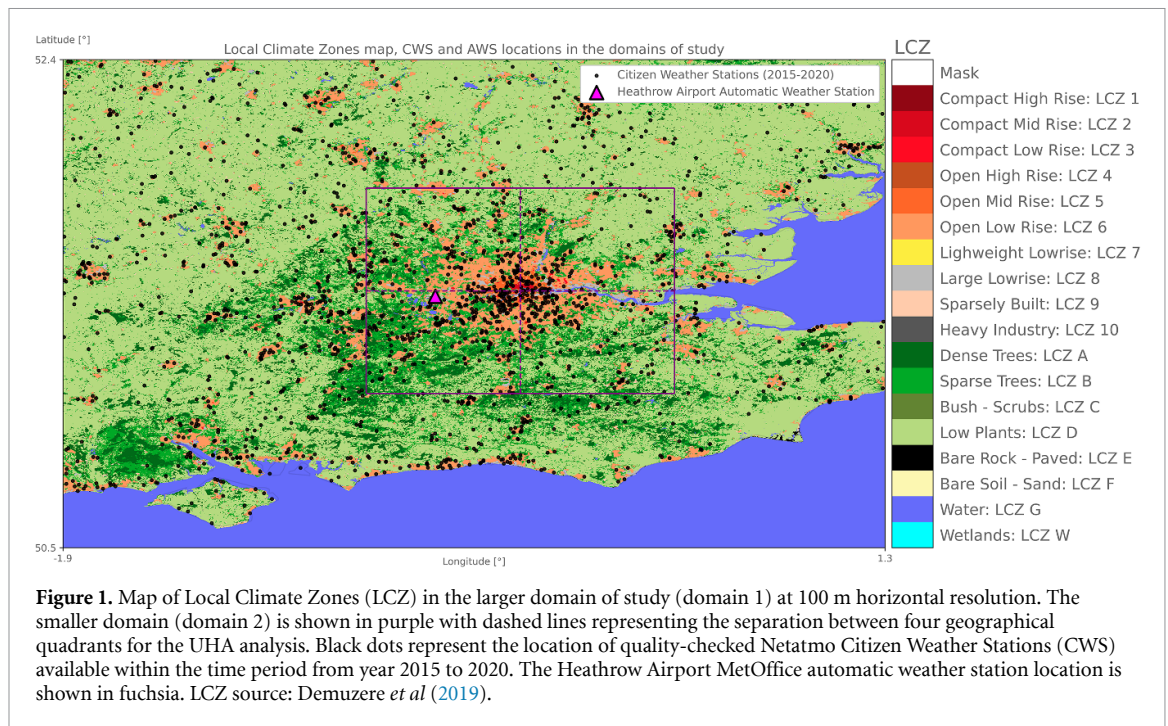 Latitude [°]
Local Climate Zones map, CWS and AWS locations in the domains of study
52.4
Citizen Weather Stations (2015-2020)
Heathrow Airport Automatic Weather Station
50.5
-1.9
Longitude [°]
1.3
LCZ
Mask
Compact High Rise: LCZ 1
Compact Mid Rise: LCZ 2
Compact Low Rise: LCZ 3
Open High Rise: LCZ 4
Open Mid Rise: LCZ 5
Open Low Rise: LCZ 6
Lighweight Lowrise: LCZ 7
Large Lowrise: LCZ 8
Sparsely Built: LCZ 9
Heavy Industry: LCZ 10
Dense Trees: LCZ A
Sparse Trees: LCZ B
Bush - Scrubs: LCZ C
Low Plants: LCZ D
Bare Rock - Paved: LCZ E
Bare Soil - Sand: LCZ F
Water: LCZ G
Wetlands: LCZ W
Figure 1. Map of Local Climate Zones (LCZ) in the larger domain of study (domain 1) at 100 m horizontal resolution. The
smaller domain (domain 2) is shown in purple with dashed lines representing the separation between four geographical
quadrants for the UHA analysis. Black dots represent the location of quality-checked Netatmo Citizen Weather Stations (CWS)
available within the time period from year 2015 to 2020. The Heathrow Airport MetOffice automatic weather station location is
shown in fuchsia. LCZ source: Demuzere et al (2019).